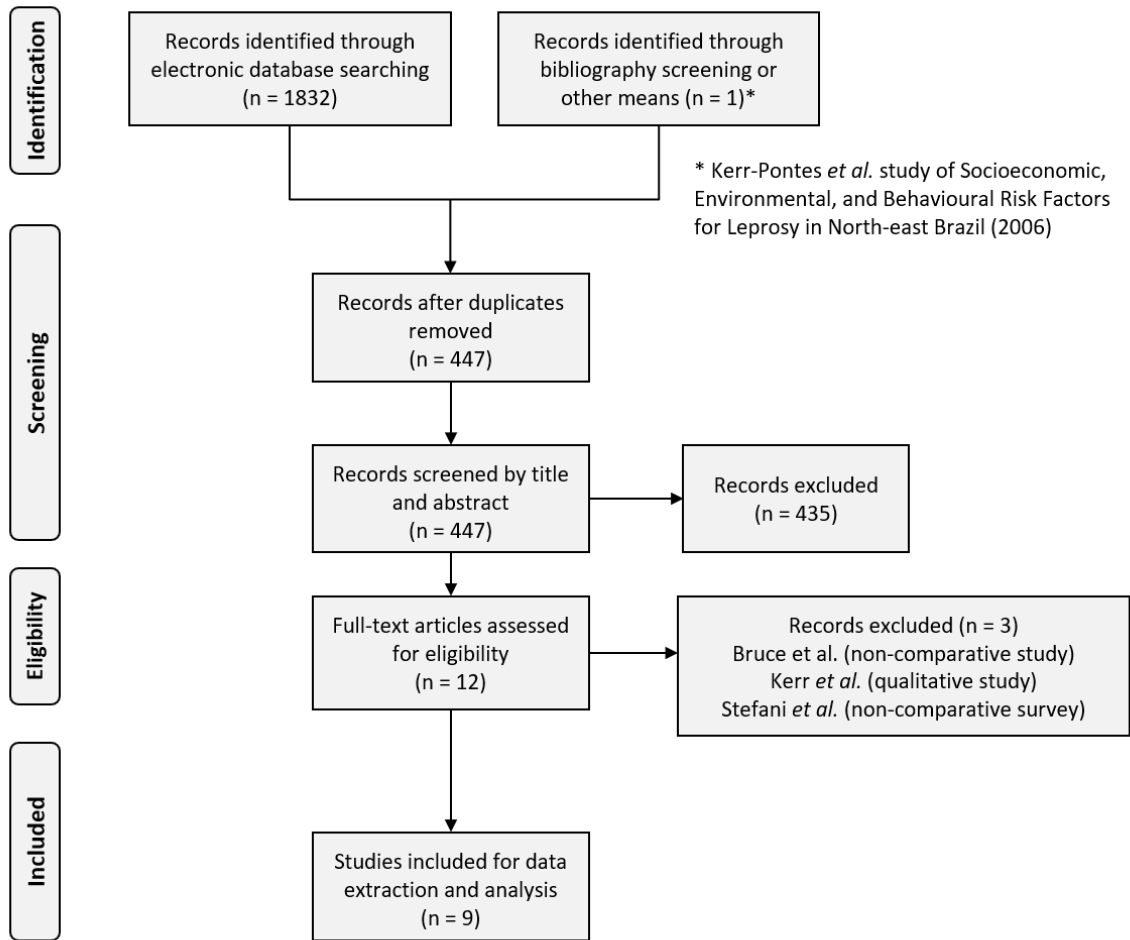 Identification
Records identified through
electronic database searching
(n = 1832)
Records identified through
bibliography screening or
other means (n = 1)*
* Kerr-Pontes et al. study of Socioeconomic,
Environmental, and Behavioural Risk Factors
for Leprosy in North-east Brazil (2006)
Screening
Records after duplicates
removed
(n = 447)
Records screened by title
and abstract
(n = 447)
Records excluded
(n = 435)
Eligibility
Full-text articles assessed
for eligibility
(n = 12)
Records excluded (n = 3)
Bruce et al. (non-comparative study)
Kerr et al. (qualitative study)
Stefani et al. (non-comparative survey)
Included
Studies included for data
extraction and analysis
(n = 9)